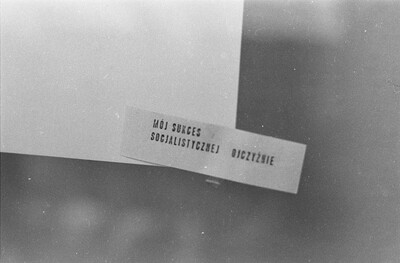 MÓJ SUKCES
SOCJALISTYCZNEJ OJCZYŹNIE